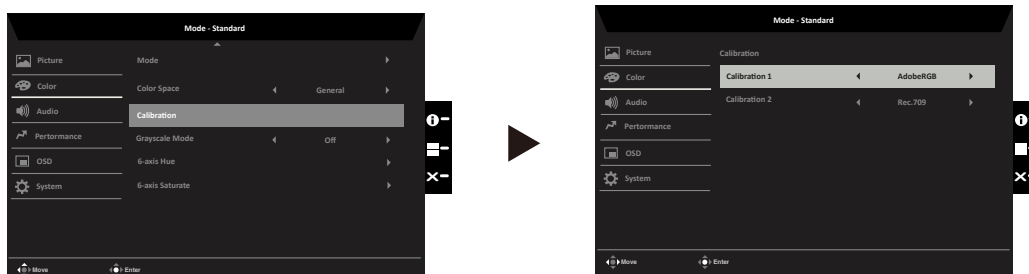 Mode - Standard
Picture
Color
Audio
Pertormance
OSD
System
Mode
Color Space General
Calibration
Grayscale Mode Off
6-axis Hue
6-axis Saturate
Move Enter
Mode - Standard
Picture
Color
Audio
Pertormance
OSD
System
Calibration
Calibration 1 AdobeRGB
Calibration 2 Rec.709
Move Enter